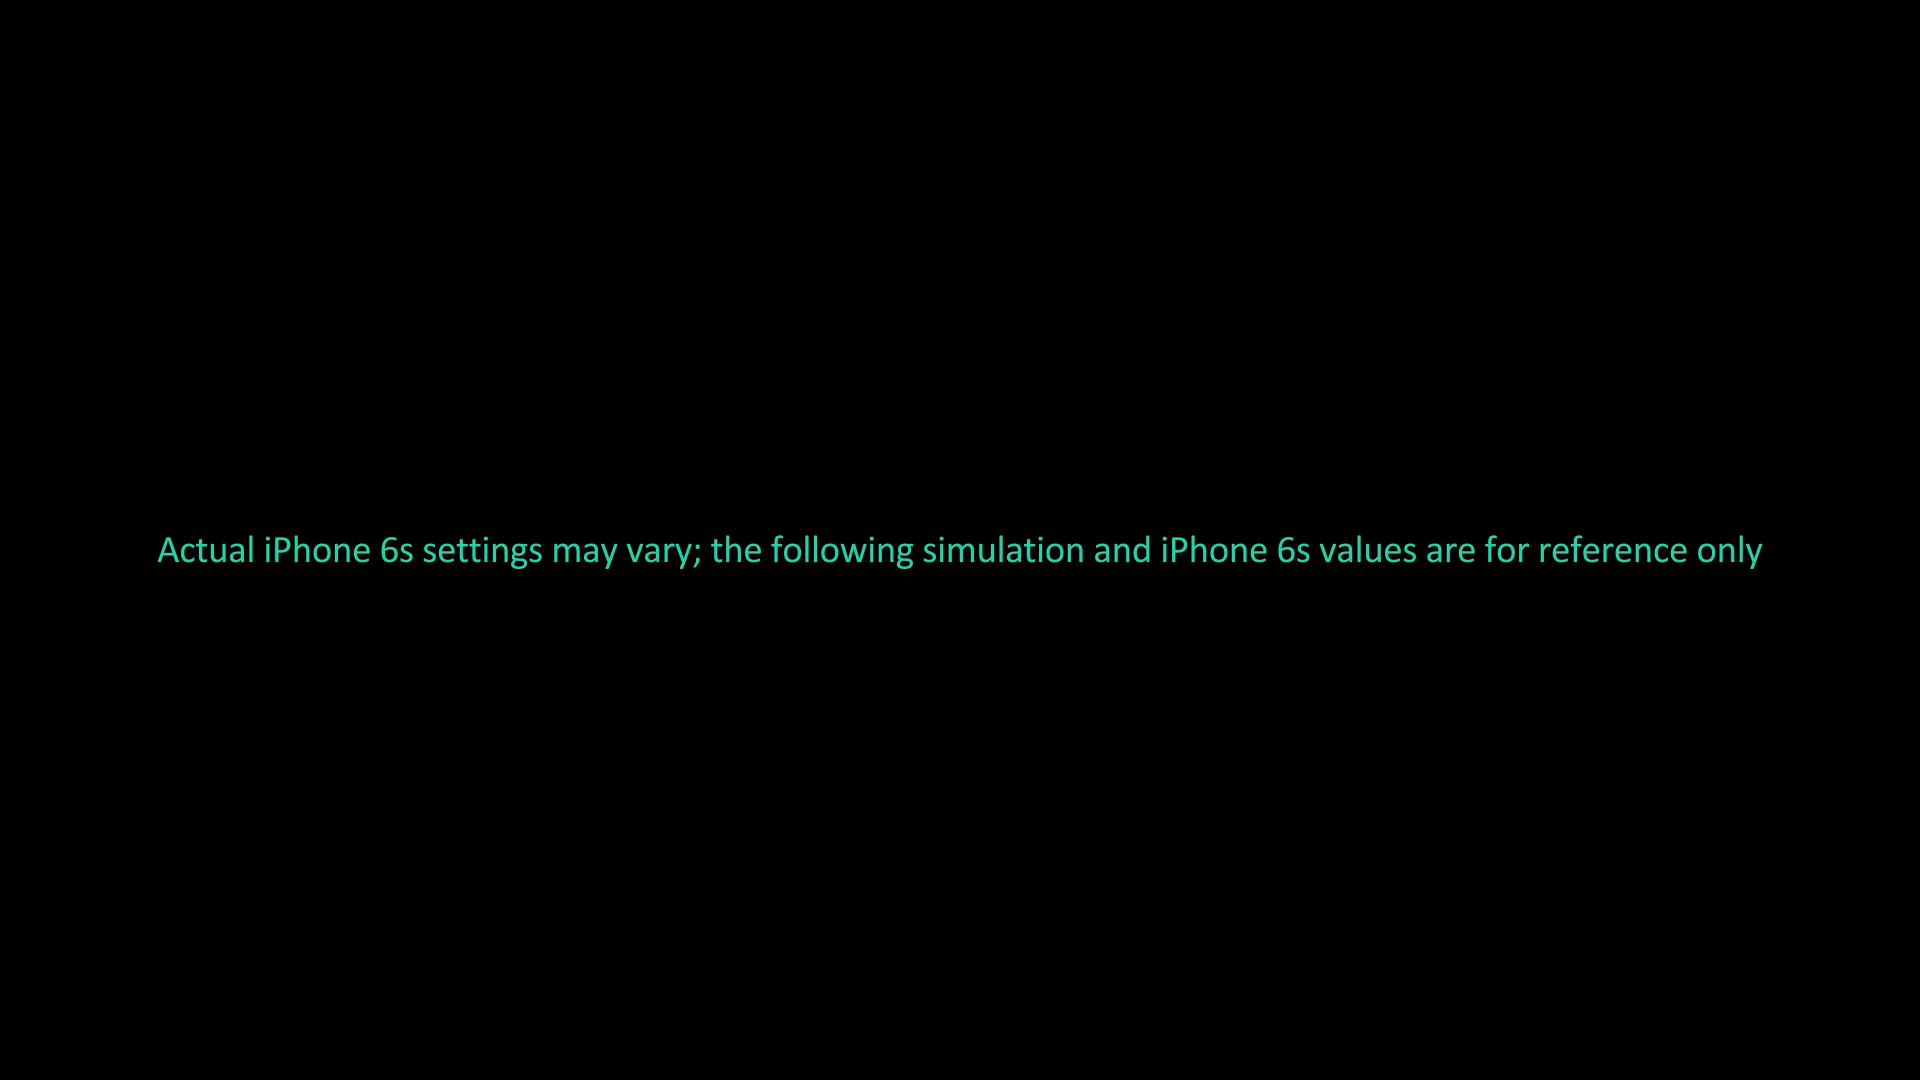 Actual iPhone 6s settings may vary; the following simulation and iPhone 6s values are for reference only